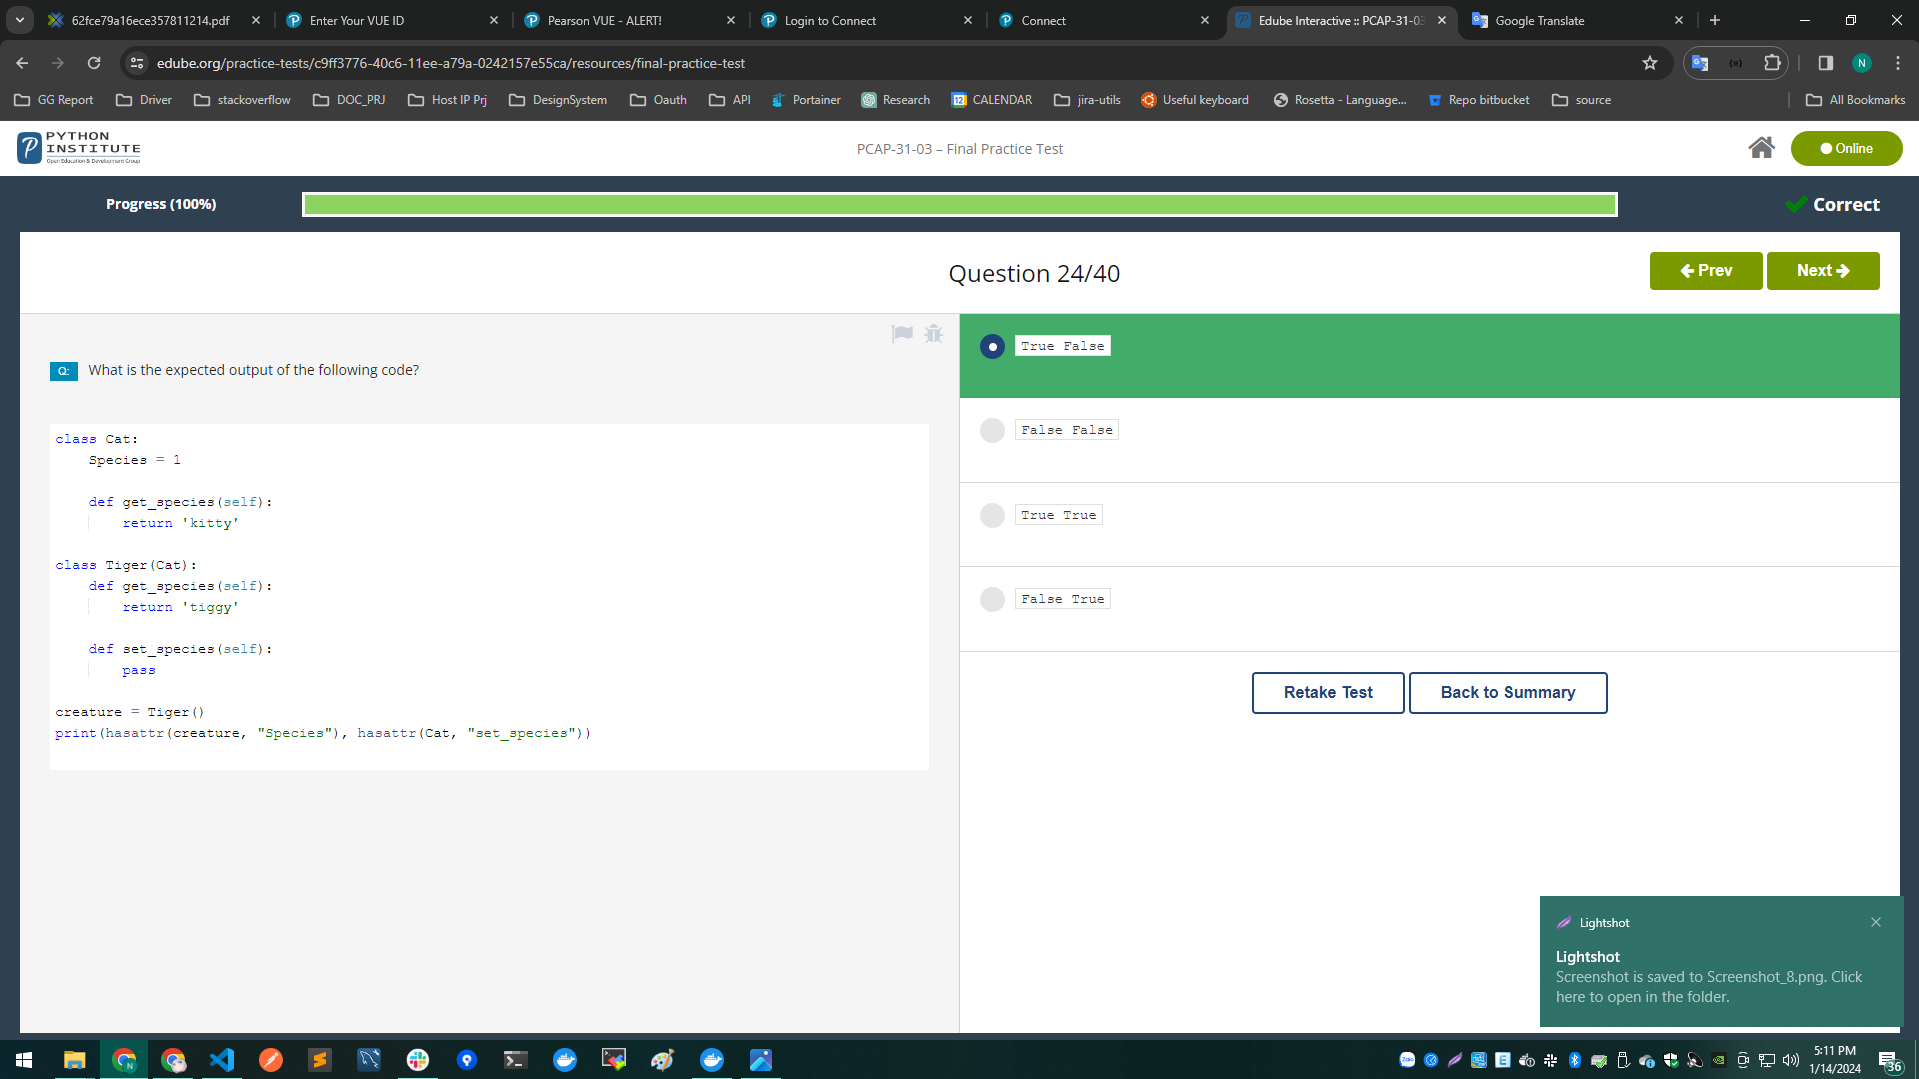 62fce79a16ece357811214.pdf
Enter Your VUE ID
Pearson VUE - ALERT!
Login to Connect
Connect
Edube Interactive :: PCAP-31-03
Google Translate
edube.org/practice-tests/c9ff3776-40c6-11ee-a79a-0242157e55ca/resources/final-practice-test
N
GG Report
Driver
stackoverflow
DOC_PRJ
Host IP Prj
DesignSystem
Oauth
API
Portainer
Research
CALENDAR
jira-utils
Useful keyboard
Rosetta - Language...
Repo bitbucket
source
All Bookmarks
PYTHON
INSTITUTE
Open Education & Development Group
PCAP-31-03 – Final Practice Test
Online
Progress (100%)
Correct
Question 24/40
Prev
Next
Q:
What is the expected output of the following code?
class Cat:
    Species = 1
    def get_species(self):
        return 'kitty'
class Tiger(Cat):
    def get_species(self):
        return 'tiggy'
    def set_species(self):
        pass
creature = Tiger()
print(hasattr(creature, "Species"), hasattr(Cat, "set_species"))
True False
False False
True True
False True
Retake Test
Back to Summary
Lightshot
Lightshot
Screenshot is saved to Screenshot_8.png. Click
here to open in the folder.
5:11 PM
1/14/2024
36